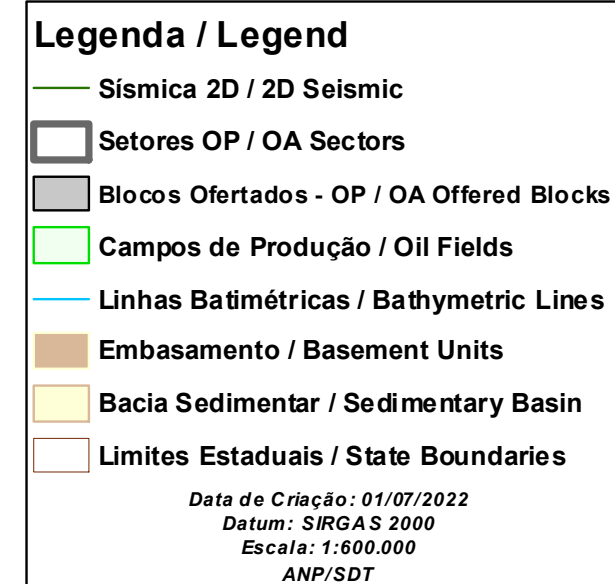 Legenda / Legend
Sísmica 2D / 2D Seismic
Setores OP / OA Sectors
Blocos Ofertados - OP / OA Offered Blocks
Campos de Produção / Oil Fields
Linhas Batimétricas / Bathymetric Lines
Embasamento / Basement Units
Bacia Sedimentar / Sedimentary Basin
Limites Estaduais / State Boundaries
Data de Criação: 01/07/2022
Datum: SIRGAS 2000
Escala: 1:600.000
ANP/SDT